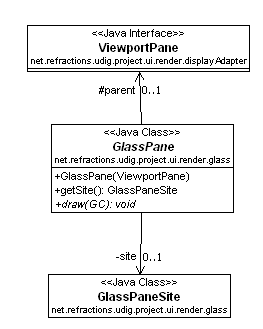 <<Java Interface>>
ViewportPane
net.refractions.udig.project.ui.render.displayAdapter
#parent 0..1
<<Java Class>>
GlassPane
net.refractions.udig.project.ui.render.glass
+GlassPane(ViewportPane)
+getSite(): GlassPaneSite
+draw(GC): void
-site 0..1
<<Java Class>>
GlassPaneSite
net.refractions.udig.project.ui.render.glass